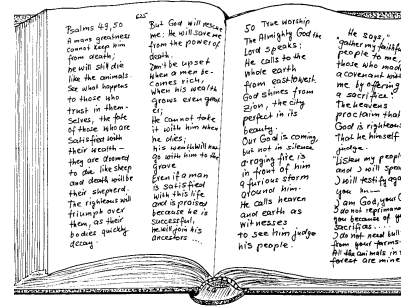 625
Psalms 49,50
A mans greatness
cannot keep him
from death;
he will still die
like the animals.
See what happens
to those who
trust in them-
selves, the fate
of those who are
satisfied with
their wealth—
they are doomed
to die like sheep
and death will be
their shepherd.
The righteous will
triumph over
them, as their
bodies quickly
decay.
But God will rescue
me; He will save me
from the power of
death.
Dont be upset
when a man be-
comes rich,
when his wealth
grows even great
er;
He cannot take
it with him when
he dies;
his wealth will not
go with him to the
grave
Even if a man
is satisfied
with this life
and is praised
because he is
successful,
he will join his
ancestors ....
50 True Worship
The Almighty God the
Lord speaks;
He calls to the
whole earth
from east to west.
God shines from
Zion, the city
perfect in its
beauty.
Our God is coming,
but not in silence
a raging fire is
in front of him
a furious storm
around him.
He calls heaven
and earth as
witnesses
to see him judge
his people.
He says,
"gather my faithful
people to me,
those who made
a covenant with
me by offering
a sacrifice"
The heavens
proclaim that
God is righteous
That he himself
judge.
"Listen my people
and I will speak
I will testify aga
you
I am God, your G
I do not reprimand
you because of y
sacrifices....
I do not need bull
from your farms
All the animals in t
forest are mine